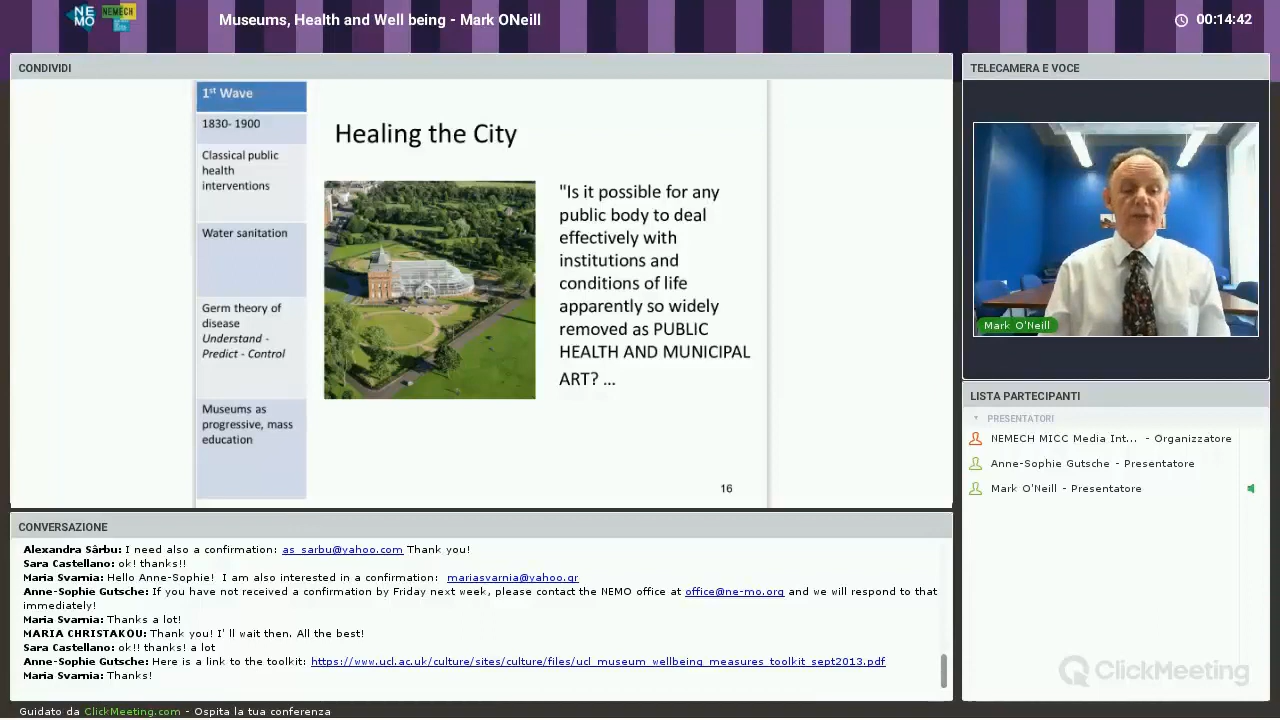 NE
MO
NEMECH
Museums, Health and Well being - Mark ONeill
00:14:42
CONDIVIDI
1st Wave
1830- 1900
Classical public
health
interventions
Water sanitation
Germ theory of
disease
Understand -
Predict - Control
Museums as
progressive, mass
education
Healing the City
"Is it possible for any
public body to deal
effectively with
institutions and
conditions of life
apparently so widely
removed as PUBLIC
HEALTH AND MUNICIPAL
ART? ...
16
TELECAMERA E VOCE
Mark O'Neill
LISTA PARTECIPANTI
PRESENTATORI
NEMECH MICC Media Int... - Organizzatore
Anne-Sophie Gutsche - Presentatore
Mark O'Neill - Presentatore
CONVERSAZIONE
Alexandra Sârbu: I need also a confirmation: as_sarbu@yahoo.com Thank you!
Sara Castellano: ok! thanks!!
Maria Svarnia: Hello Anne-Sophie! I am also interested in a confirmation: mariasvarnia@yahoo.gr
Anne-Sophie Gutsche: If you have not received a confirmation by Friday next week, please contact the NEMO office at office@ne-mo.org and we will respond to that
immediately!
Maria Svarnia: Thanks a lot!
MARIA CHRISTAKOU: Thank you! I' ll wait then. All the best!
Sara Castellano: ok!! thanks! a lot
Anne-Sophie Gutsche: Here is a link to the toolkit: https://www.ucl.ac.uk/culture/sites/culture/files/ucl_museum_wellbeing_measures_toolkit_sept2013.pdf
Maria Svarnia: Thanks!
ClickMeeting
Guidato da ClickMeeting.com - Ospita la tua conferenza